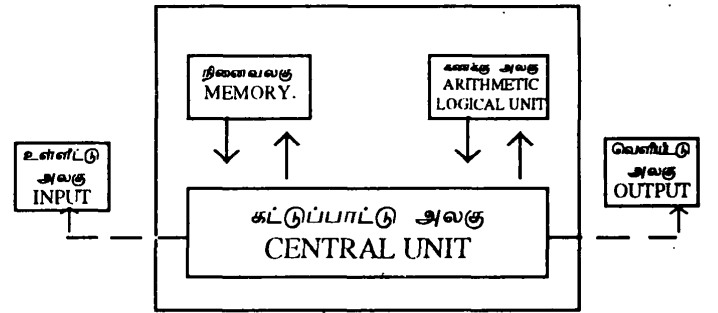 நினைவலகு
MEMORY.
கணக்கு அலகு
ARITHMETIC
LOGICAL UNIT
உள்ளீட்டு
அலகு
INPUT
வெளியீட்டு
அலகு
OUTPUT
கட்டுப்பாட்டு அலகு
CENTRAL UNIT